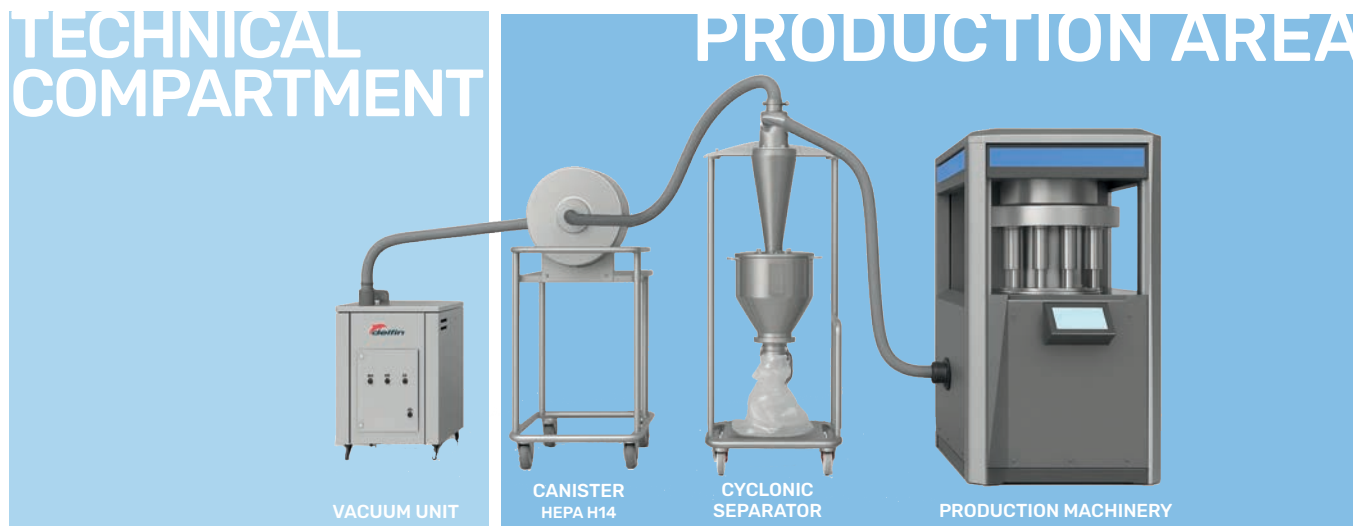 TECHNICAL
COMPARTMENT
PRODUCTION AREA
delfin
VACUUM UNIT
CANISTER
HEPA H14
CYCLONIC
SEPARATOR
PRODUCTION MACHINERY